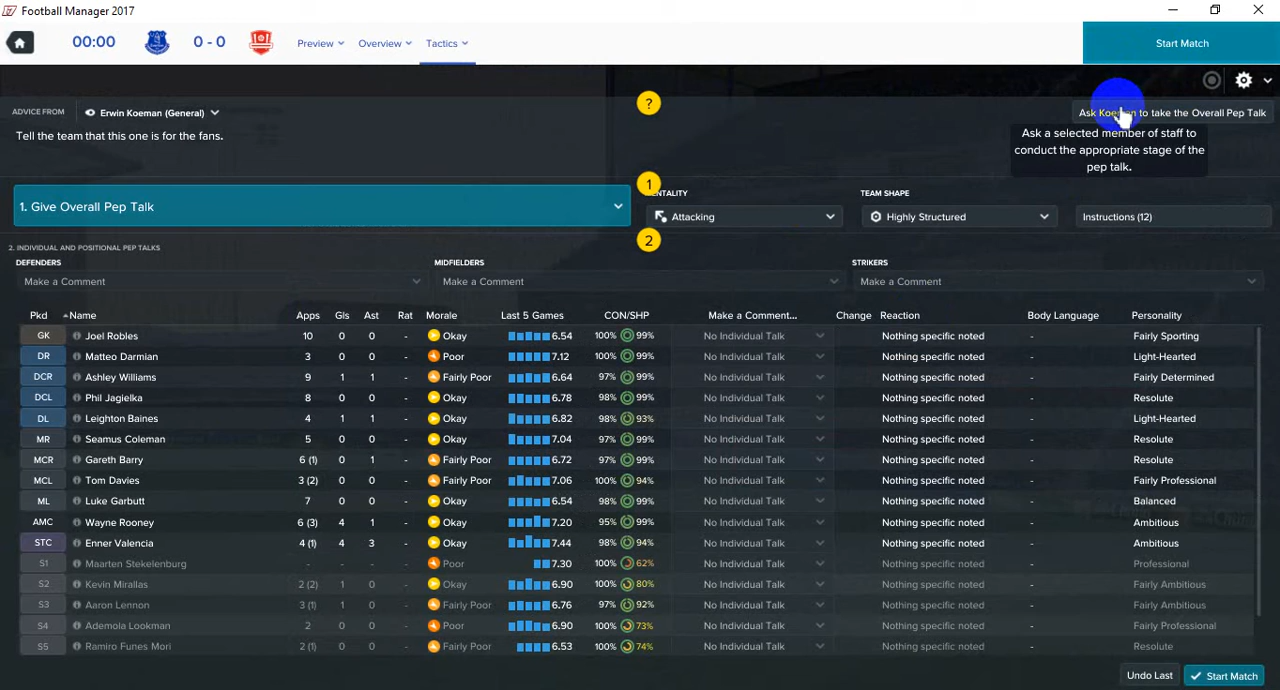 Football Manager 2017
00:00
0 - 0
Preview
Overview
Tactics
Start Match
ADVICE FROM
Erwin Koeman (General)
?
Ask Koeman to take the Overall Pep Talk
Tell the team that this one is for the fans.
Ask a selected member of staff to
conduct the appropriate stage of the
pep talk.
1. Give Overall Pep Talk
1
ENTALITY
TEAM SHAPE
Attacking
Highly Structured
Instructions (12)
2
2. INDIVIDUAL AND POSITIONAL PEP TALKS
DEFENDERS MIDFIELDERS STRIKERS
Make a Comment Make a Comment Make a Comment
Pkd Name Apps Gls Ast Rat Morale Last 5 Games CON/SHP Make a Comment... Change Reaction Body Language Personality
GK Joel Robles 10 0 0 - Okay 6.54 100% 99% No Individual Talk Nothing specific noted - Fairly Sporting
DR Matteo Darmian 3 0 0 - Poor 7.12 100% 99% No Individual Talk Nothing specific noted - Light-Hearted
DCR Ashley Williams 9 1 1 - Fairly Poor 6.64 97% 99% No Individual Talk Nothing specific noted - Fairly Determined
DCL Phil Jagielka 8 0 0 - Okay 6.78 98% 99% No Individual Talk Nothing specific noted - Resolute
DL Leighton Baines 4 1 1 - Okay 6.82 98% 93% No Individual Talk Nothing specific noted - Light-Hearted
MR Seamus Coleman 5 0 0 - Okay 7.04 97% 99% No Individual Talk Nothing specific noted - Resolute
MCR Gareth Barry 6 (1) 0 1 - Fairly Poor 6.72 97% 99% No Individual Talk Nothing specific noted - Resolute
MCL Tom Davies 3 (2) 0 0 - Fairly Poor 7.06 100% 94% No Individual Talk Nothing specific noted - Fairly Professional
ML Luke Garbutt 7 0 0 - Okay 6.54 98% 99% No Individual Talk Nothing specific noted - Balanced
AMC Wayne Rooney 6 (3) 4 1 - Okay 7.20 95% 99% No Individual Talk Nothing specific noted - Ambitious
STC Enner Valencia 4 (1) 4 3 - Okay 7.44 98% 94% No Individual Talk Nothing specific noted - Ambitious
S1 Maarten Stekelenburg - - - - Poor 7.30 100% 62% No Individual Talk Nothing specific noted - Professional
S2 Kevin Mirallas 2 (2) 1 0 - Okay 6.90 100% 80% No Individual Talk Nothing specific noted - Fairly Ambitious
S3 Aaron Lennon 3 (1) 1 0 - Fairly Poor 6.76 97% 92% No Individual Talk Nothing specific noted - Fairly Ambitious
S4 Ademola Lookman 2 0 0 - Poor 6.90 100% 73% No Individual Talk Nothing specific noted - Fairly Professional
S5 Ramiro Funes Mori 2 (1) 0 0 - Fairly Poor 6.53 100% 74% No Individual Talk Nothing specific noted - Resolute
Undo Last
Start Match